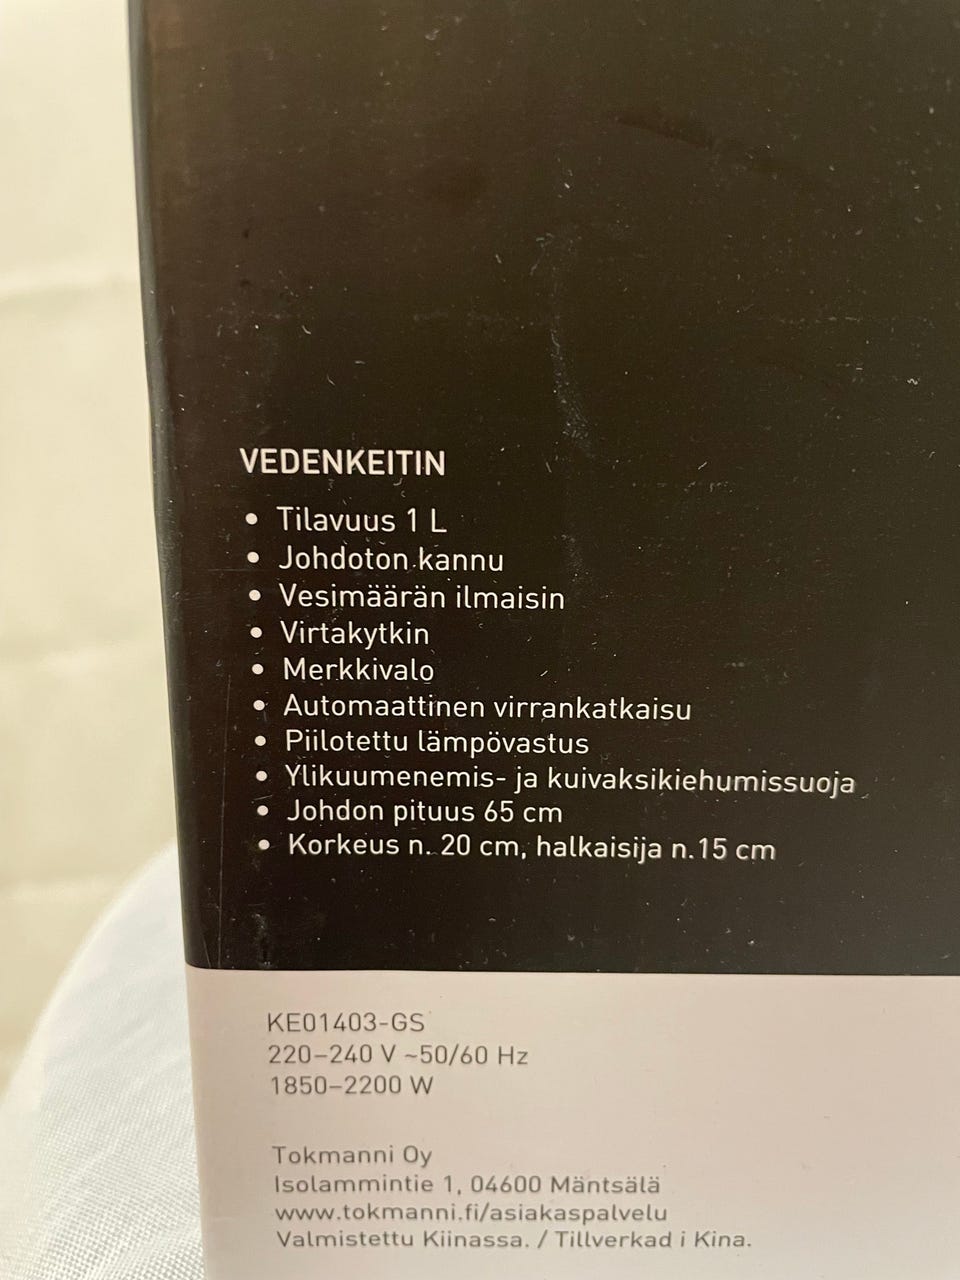 VEDENKEITIN
• Tilavuus 1 L
• Johdoton kannu
• Vesimäärän ilmaisin
• Virtakytkin
• Merkkivalo
• Automaattinen virrankatkaisu
• Piilotettu lämpövastus
• Ylikuumenemis- ja kuivaksikiehumissuoja
• Johdon pituus 65 cm
• Korkeus n. 20 cm, halkaisija n.15 cm
KE01403-GS
220–240 V ~50/60 Hz
1850–2200 W
Tokmanni Oy
Isolammintie 1, 04600 Mäntsälä
www.tokmanni.fi/asiakaspalvelu
Valmistettu Kiinassa. / Tillverkad i Kina.